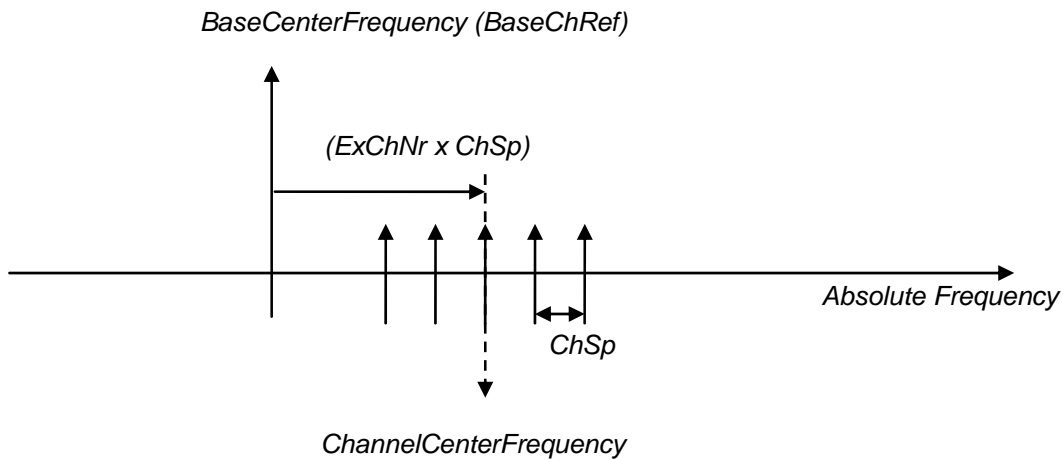 BaseCenterFrequency (BaseChRef)
(ExChNr x ChSp)
Absolute Frequency
ChSp
ChannelCenterFrequency